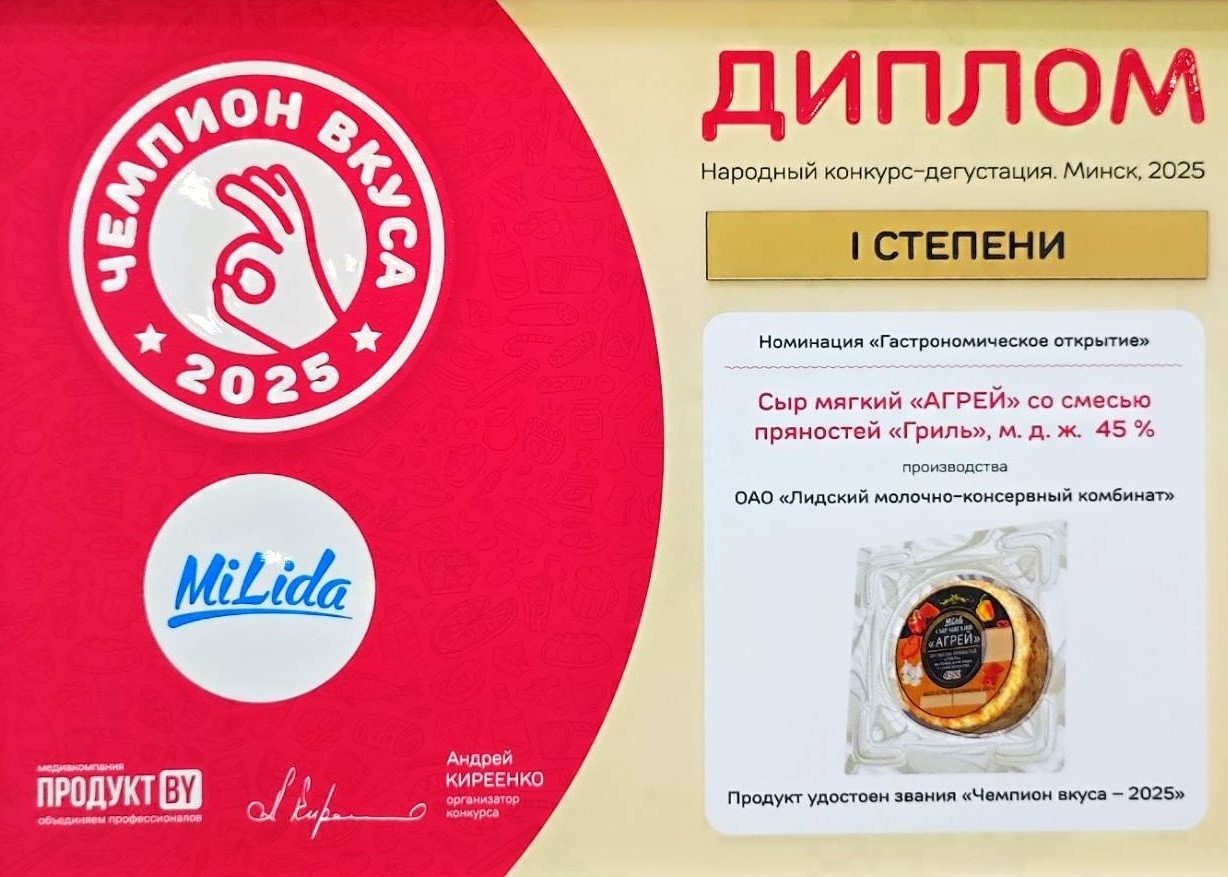 ЧЕМПИОН ВКУСА
2025
MiLida
медиакомпания
ПРОДУКТ BY
объединяем профессионалов
Андрей
КИРЕЕНКО
организатор
конкурса
ДИПЛОМ
Народный конкурс-дегустация. Минск, 2025
I СТЕПЕНИ
Номинация «Гастрономическое открытие»
Сыр мягкий «АГРЕЙ» со смесью
пряностей «Гриль», м. д. ж. 45 %
производства
ОАО «Лидский молочно-консервный комбинат»
MiLida
СЫР МЯГКИЙ
«АГРЕЙ»
Продукт удостоен звания «Чемпион вкуса – 2025»